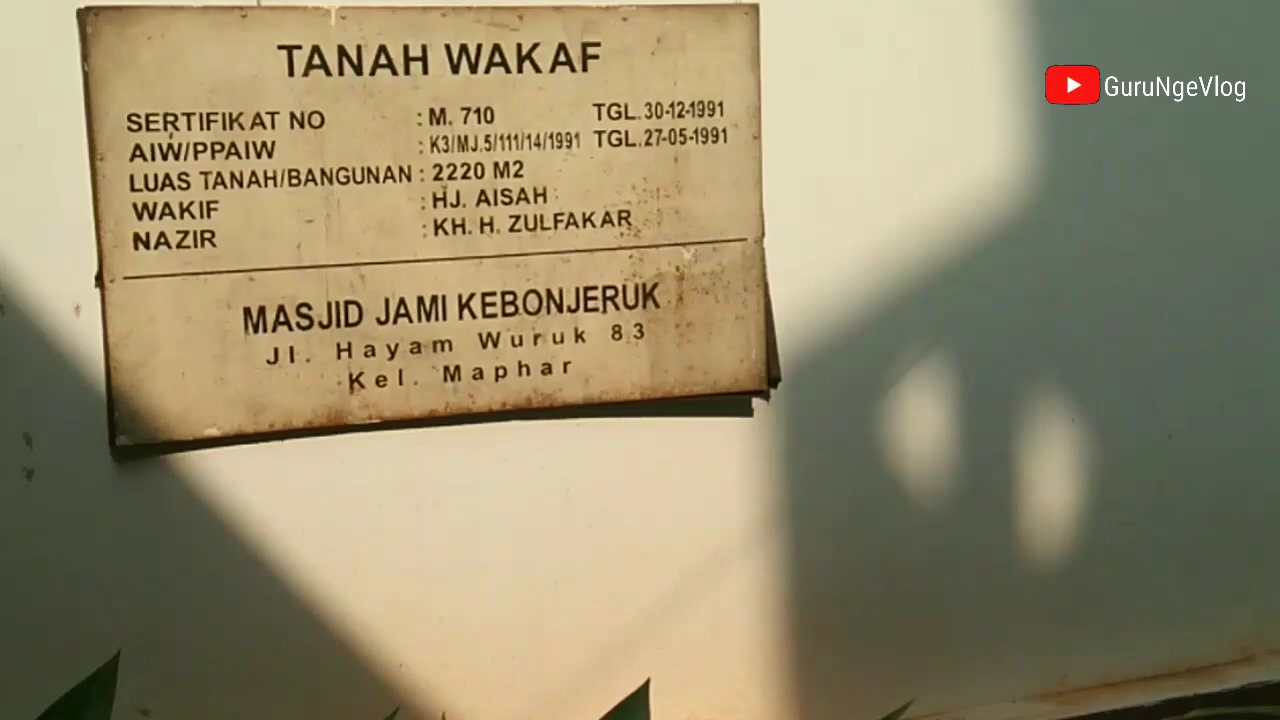 TANAH WAKAF
SERTIFIKAT NO : M. 710 TGL. 30-12-1991
AIW/PPAIW : K3/MJ.5/111/14/1991 TGL. 27-05-1991
LUAS TANAH/BANGUNAN : 2220 M2
WAKIF : HJ. AISAH
NAZIR : KH. H. ZULFAKAR
MASJID JAMI KEBONJERUK
Jl. Hayam Wuruk 83
Kel. Maphar
GuruNgeVlog